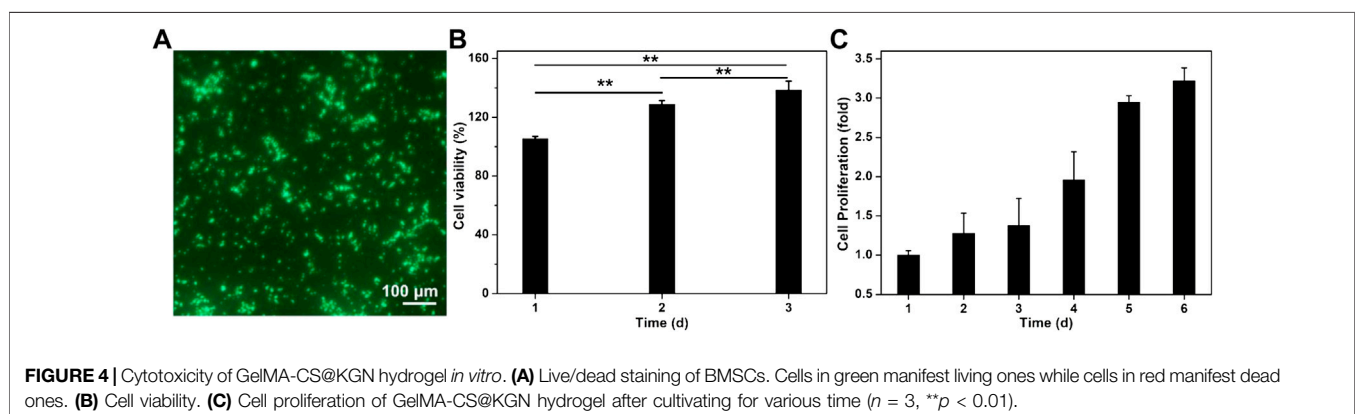 A
100 μm
B
Cell viability (%)
160
120
80
40
0
**
**
**
1 2 3
Time (d)
C
Cell Proliferation (fold)
3.5
3.0
2.5
2.0
1.5
1.0
0.5
1 2 3 4 5 6
Time (d)
FIGURE 4 | Cytotoxicity of GelMA-CS@KGN hydrogel in vitro. (A) Live/dead staining of BMSCs. Cells in green manifest living ones while cells in red manifest dead
ones. (B) Cell viability. (C) Cell proliferation of GelMA-CS@KGN hydrogel after cultivating for various time (n = 3, **p < 0.01).